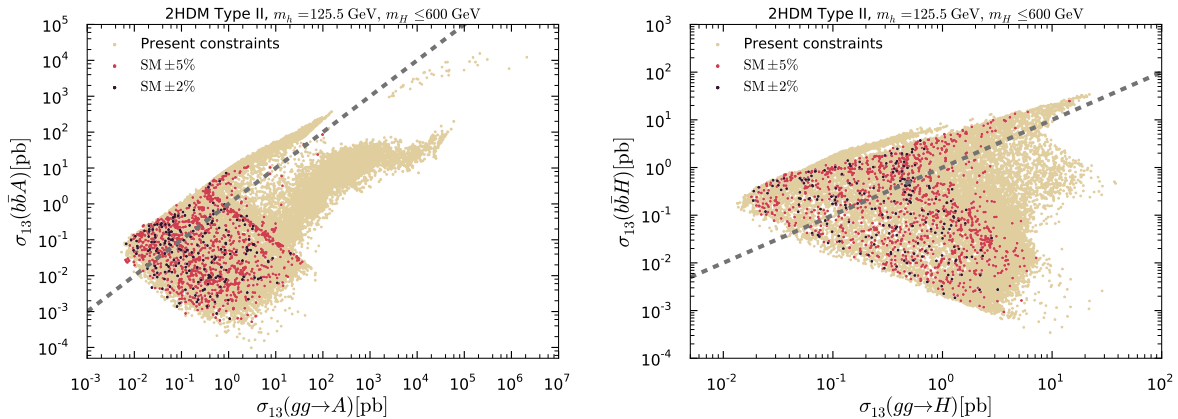 2HDM Type II, m_h =125.5 GeV, m_H ≤600 GeV
Present constraints
SM ±5%
SM ±2%
10^5
10^4
10^3
10^2
10^1
10^0
10^-1
10^-2
10^-3
10^-4
σ_13(bb̄A)[pb]
10^-3 10^-2 10^-1 10^0 10^1 10^2 10^3 10^4 10^5 10^6 10^7
σ_13(gg→A)[pb]
2HDM Type II, m_h =125.5 GeV, m_H ≤600 GeV
Present constraints
SM ±5%
SM ±2%
10^3
10^2
10^1
10^0
10^-1
10^-2
10^-3
10^-4
σ_13(bb̄H)[pb]
10^-2 10^-1 10^0 10^1 10^2
σ_13(gg→H)[pb]